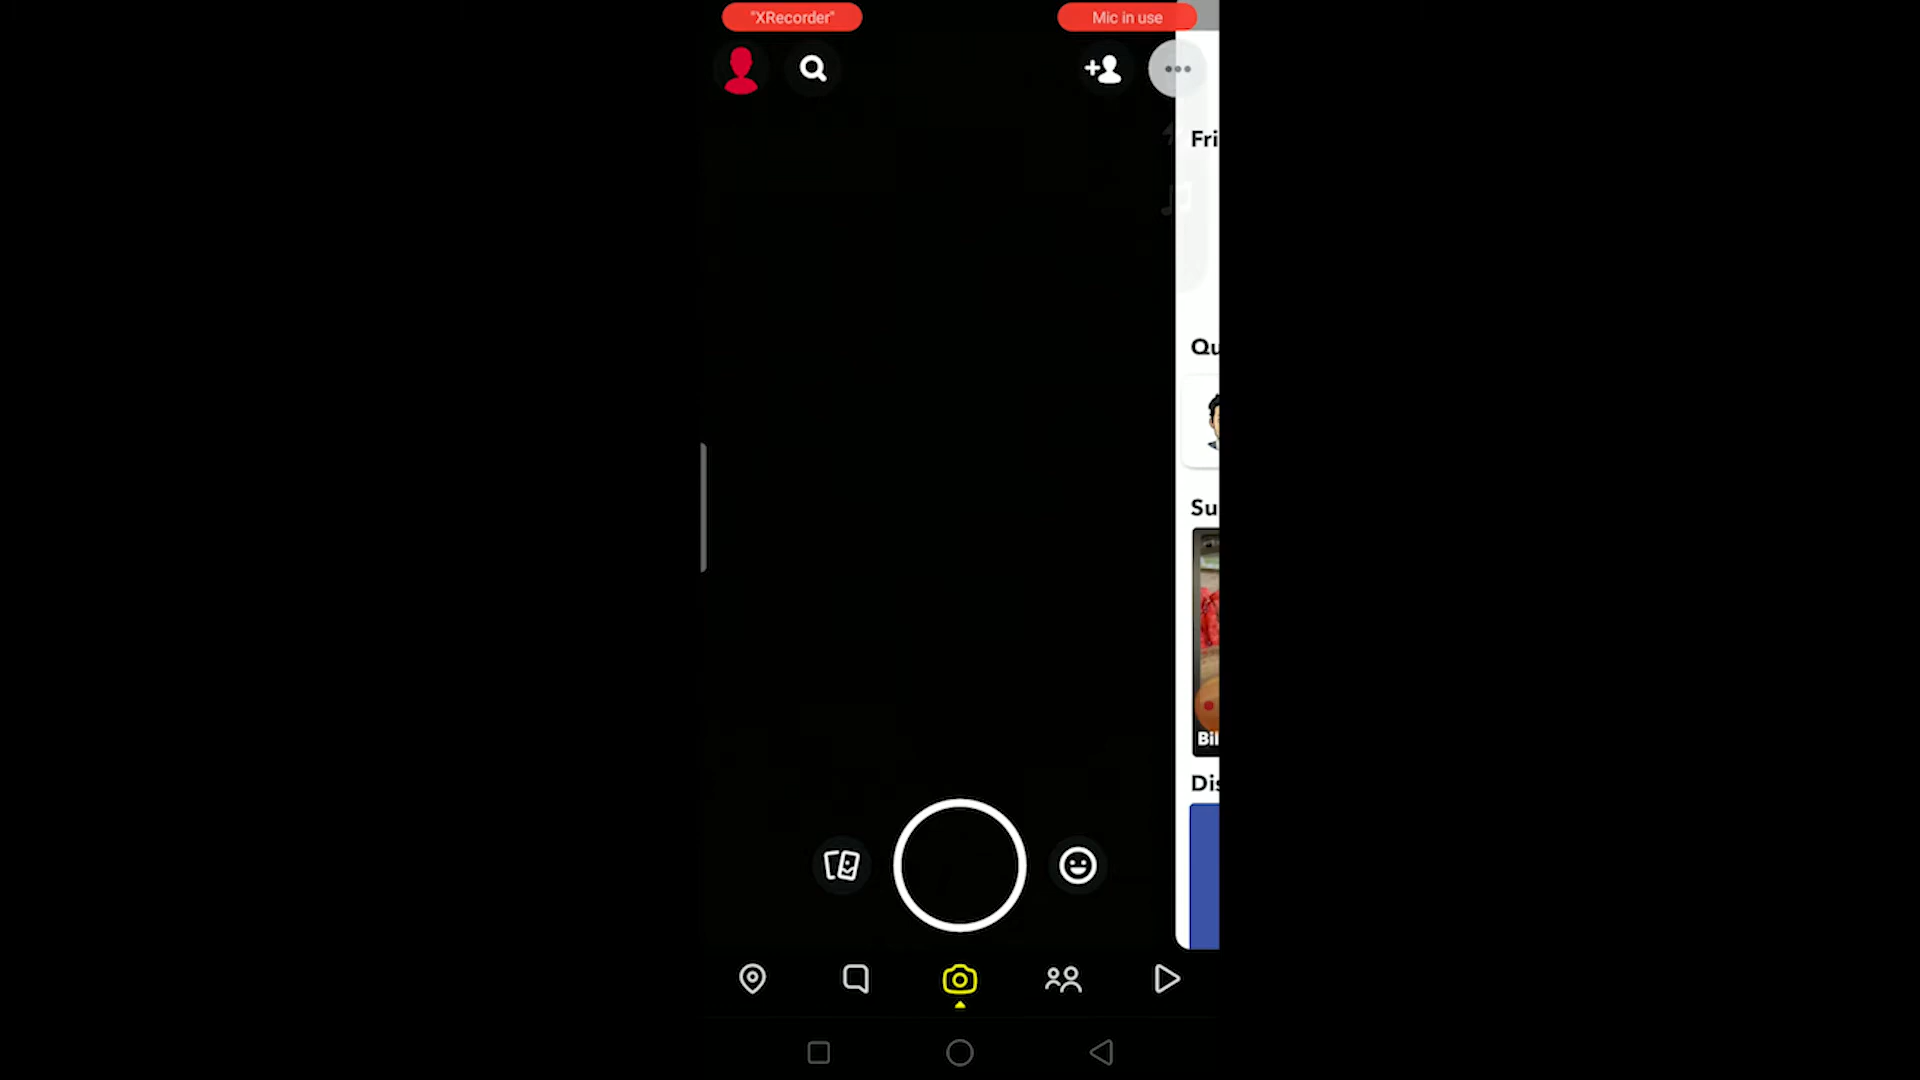 "XRecorder"
Mic in use
Fri
Qu
Su
Bil
Dis